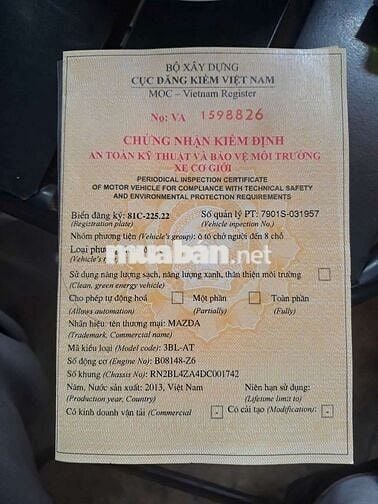 BỘ XÂY DỰNG
CỤC ĐĂNG KIỂM VIỆT NAM
MOC – Vietnam Register
No: VA 1598826
CHỨNG NHẬN KIỂM ĐỊNH
AN TOÀN KỸ THUẬT VÀ BẢO VỆ MÔI TRƯỜNG
XE CƠ GIỚI
PERIODICAL INSPECTION CERTIFICATE
OF MOTOR VEHICLE FOR COMPLIANCE WITH TECHNICAL SAFETY
AND ENVIRONMENTAL PROTECTION REQUIREMENTS
Biển đăng ký: 81C-225.22 Số quản lý PT: 7901S-031957
(Registration plate) (Vehicle inspection No.)
Nhóm phương tiện (Vehicle's group): ô tô chở người đến 8 chỗ
Loại phương
(Vehicle's
muaban.net
Sử dụng năng lượng sạch, năng lượng xanh, thân thiện môi trường
(Clean, green energy vehicle)
Cho phép tự động hoá Một phần Toàn phần
(Allows automation) (Partially) (Fully)
Nhãn hiệu, tên thương mại: MAZDA
(Trademark, Commercial name)
Mã kiểu loại (Model code): 3BL-AT
Số động cơ (Engine No): B08148-Z6
Số khung (Chassis No): RN2BL4ZA4DC001742
Năm, Nước sản xuất: 2013, Việt Nam Niên hạn sử dụng:
(Production year, Country) (Lifetime limit to)
Có kinh doanh vận tải (Commercial - Có cải tạo (Modification): -